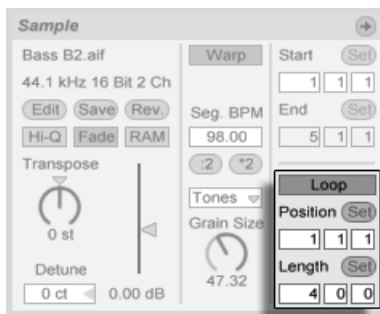 Sample
Bass B2.aif
44.1 kHz 16 Bit 2 Ch
Edit Save Rev.
Hi-Q Fade RAM
Transpose
0 st
Detune
0 ct 0.00 dB
Warp
Seg. BPM
98.00
:2 *2
Tones
Grain Size
47.32
Start Set
1 1 1
End Set
5 1 1
Loop
Position Set
1 1 1
Length Set
4 0 0